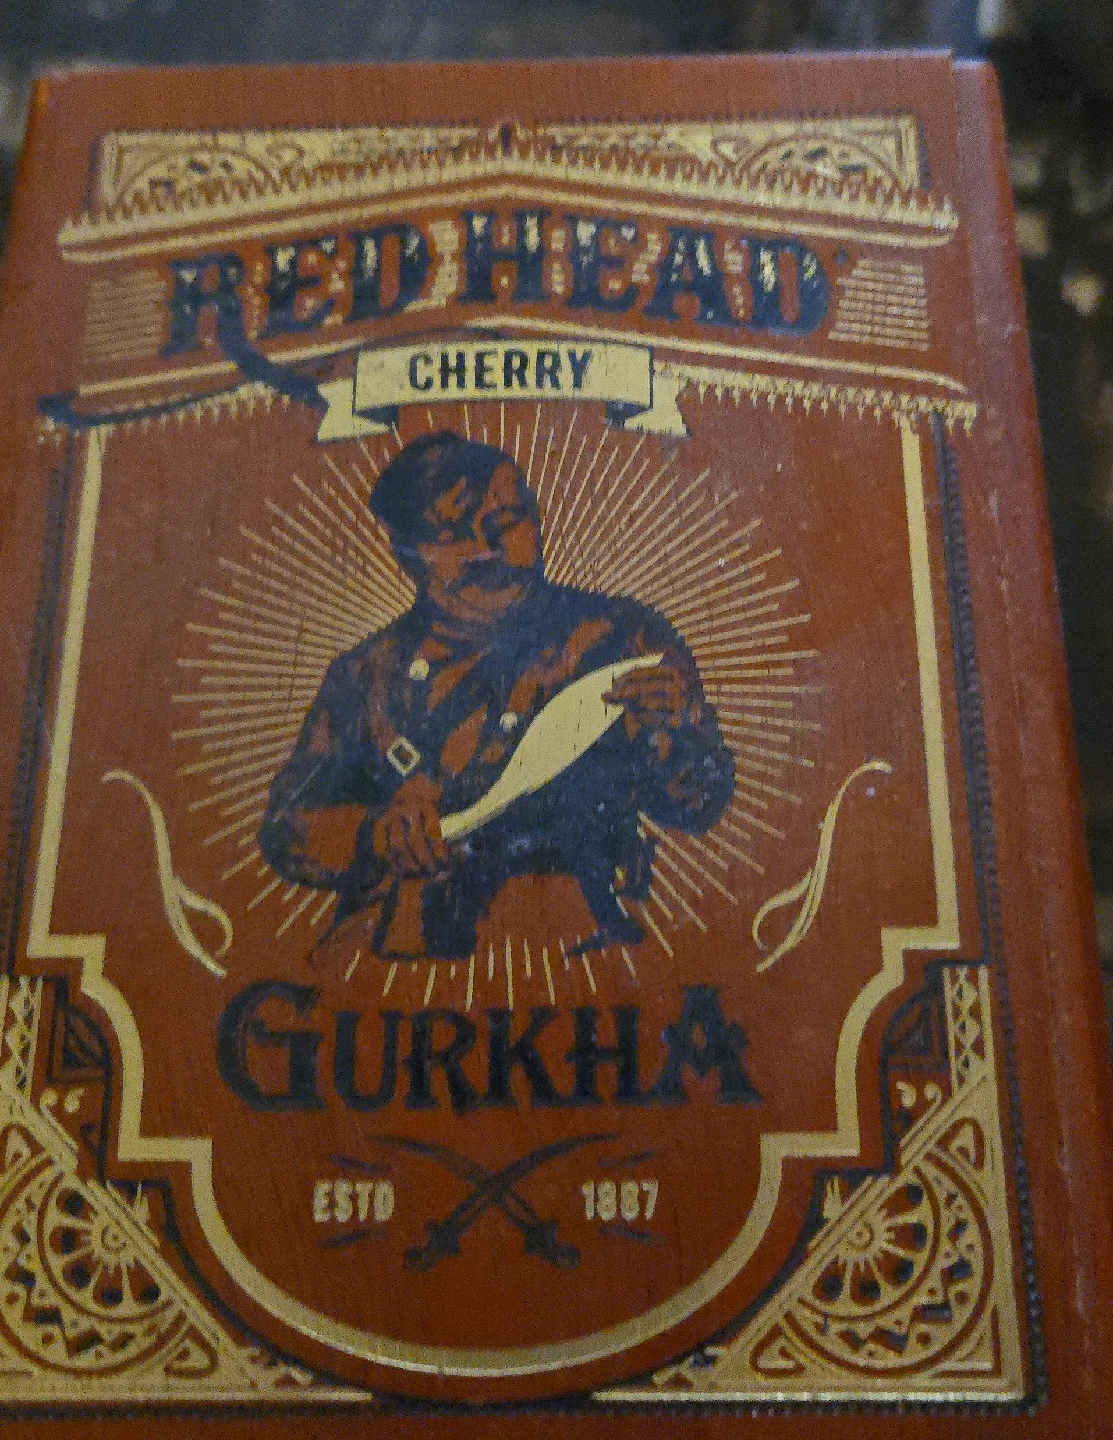 RED HEAD
CHERRY
GURKHA
ESTD 1887